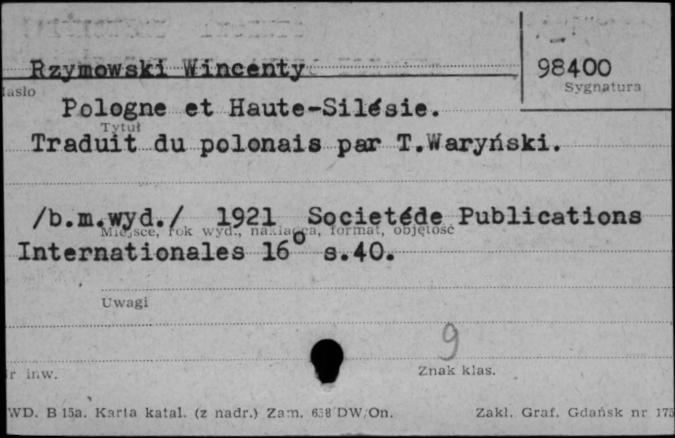 Rzymowski Wincenty
98400
Sygnatura
Hasło
Pologne et Haute-Silésie.
Tytuł
Traduit du polonais par T.Waryński.
/b.m.wyd./ 1921 Societéde Publications
Miejsce, rok wyd., nakładca, format, objętość
Internationales 16° s.40.
Uwagi
9
Nr inw.
Znak klas.
WD. B 15a. Karta katal. (z nadr.) Zam. 638 DW/On.
Zakł. Graf. Gdańsk nr 175